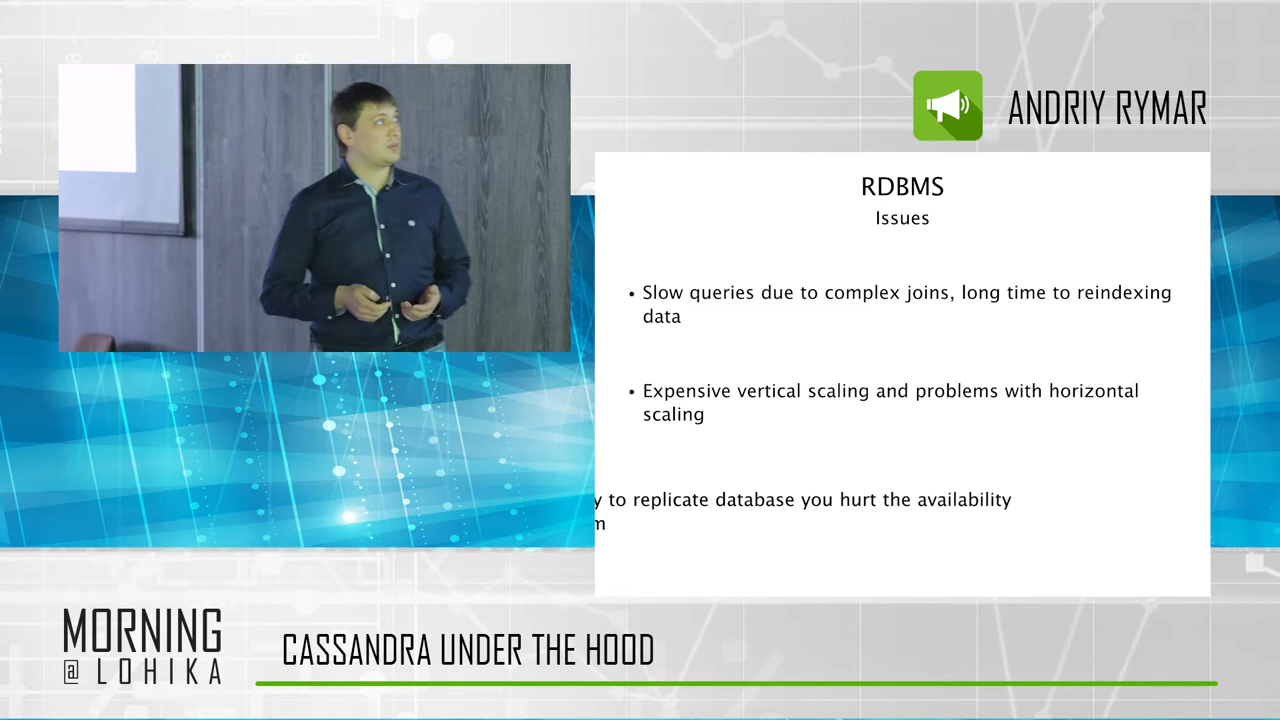 ANDRIY RYMAR
RDBMS
Issues
• Slow queries due to complex joins, long time to reindexing
data
• Expensive vertical scaling and problems with horizontal
scaling
y to replicate database you hurt the availability
m
MORNING
@ LOHIKA
CASSANDRA UNDER THE HOOD